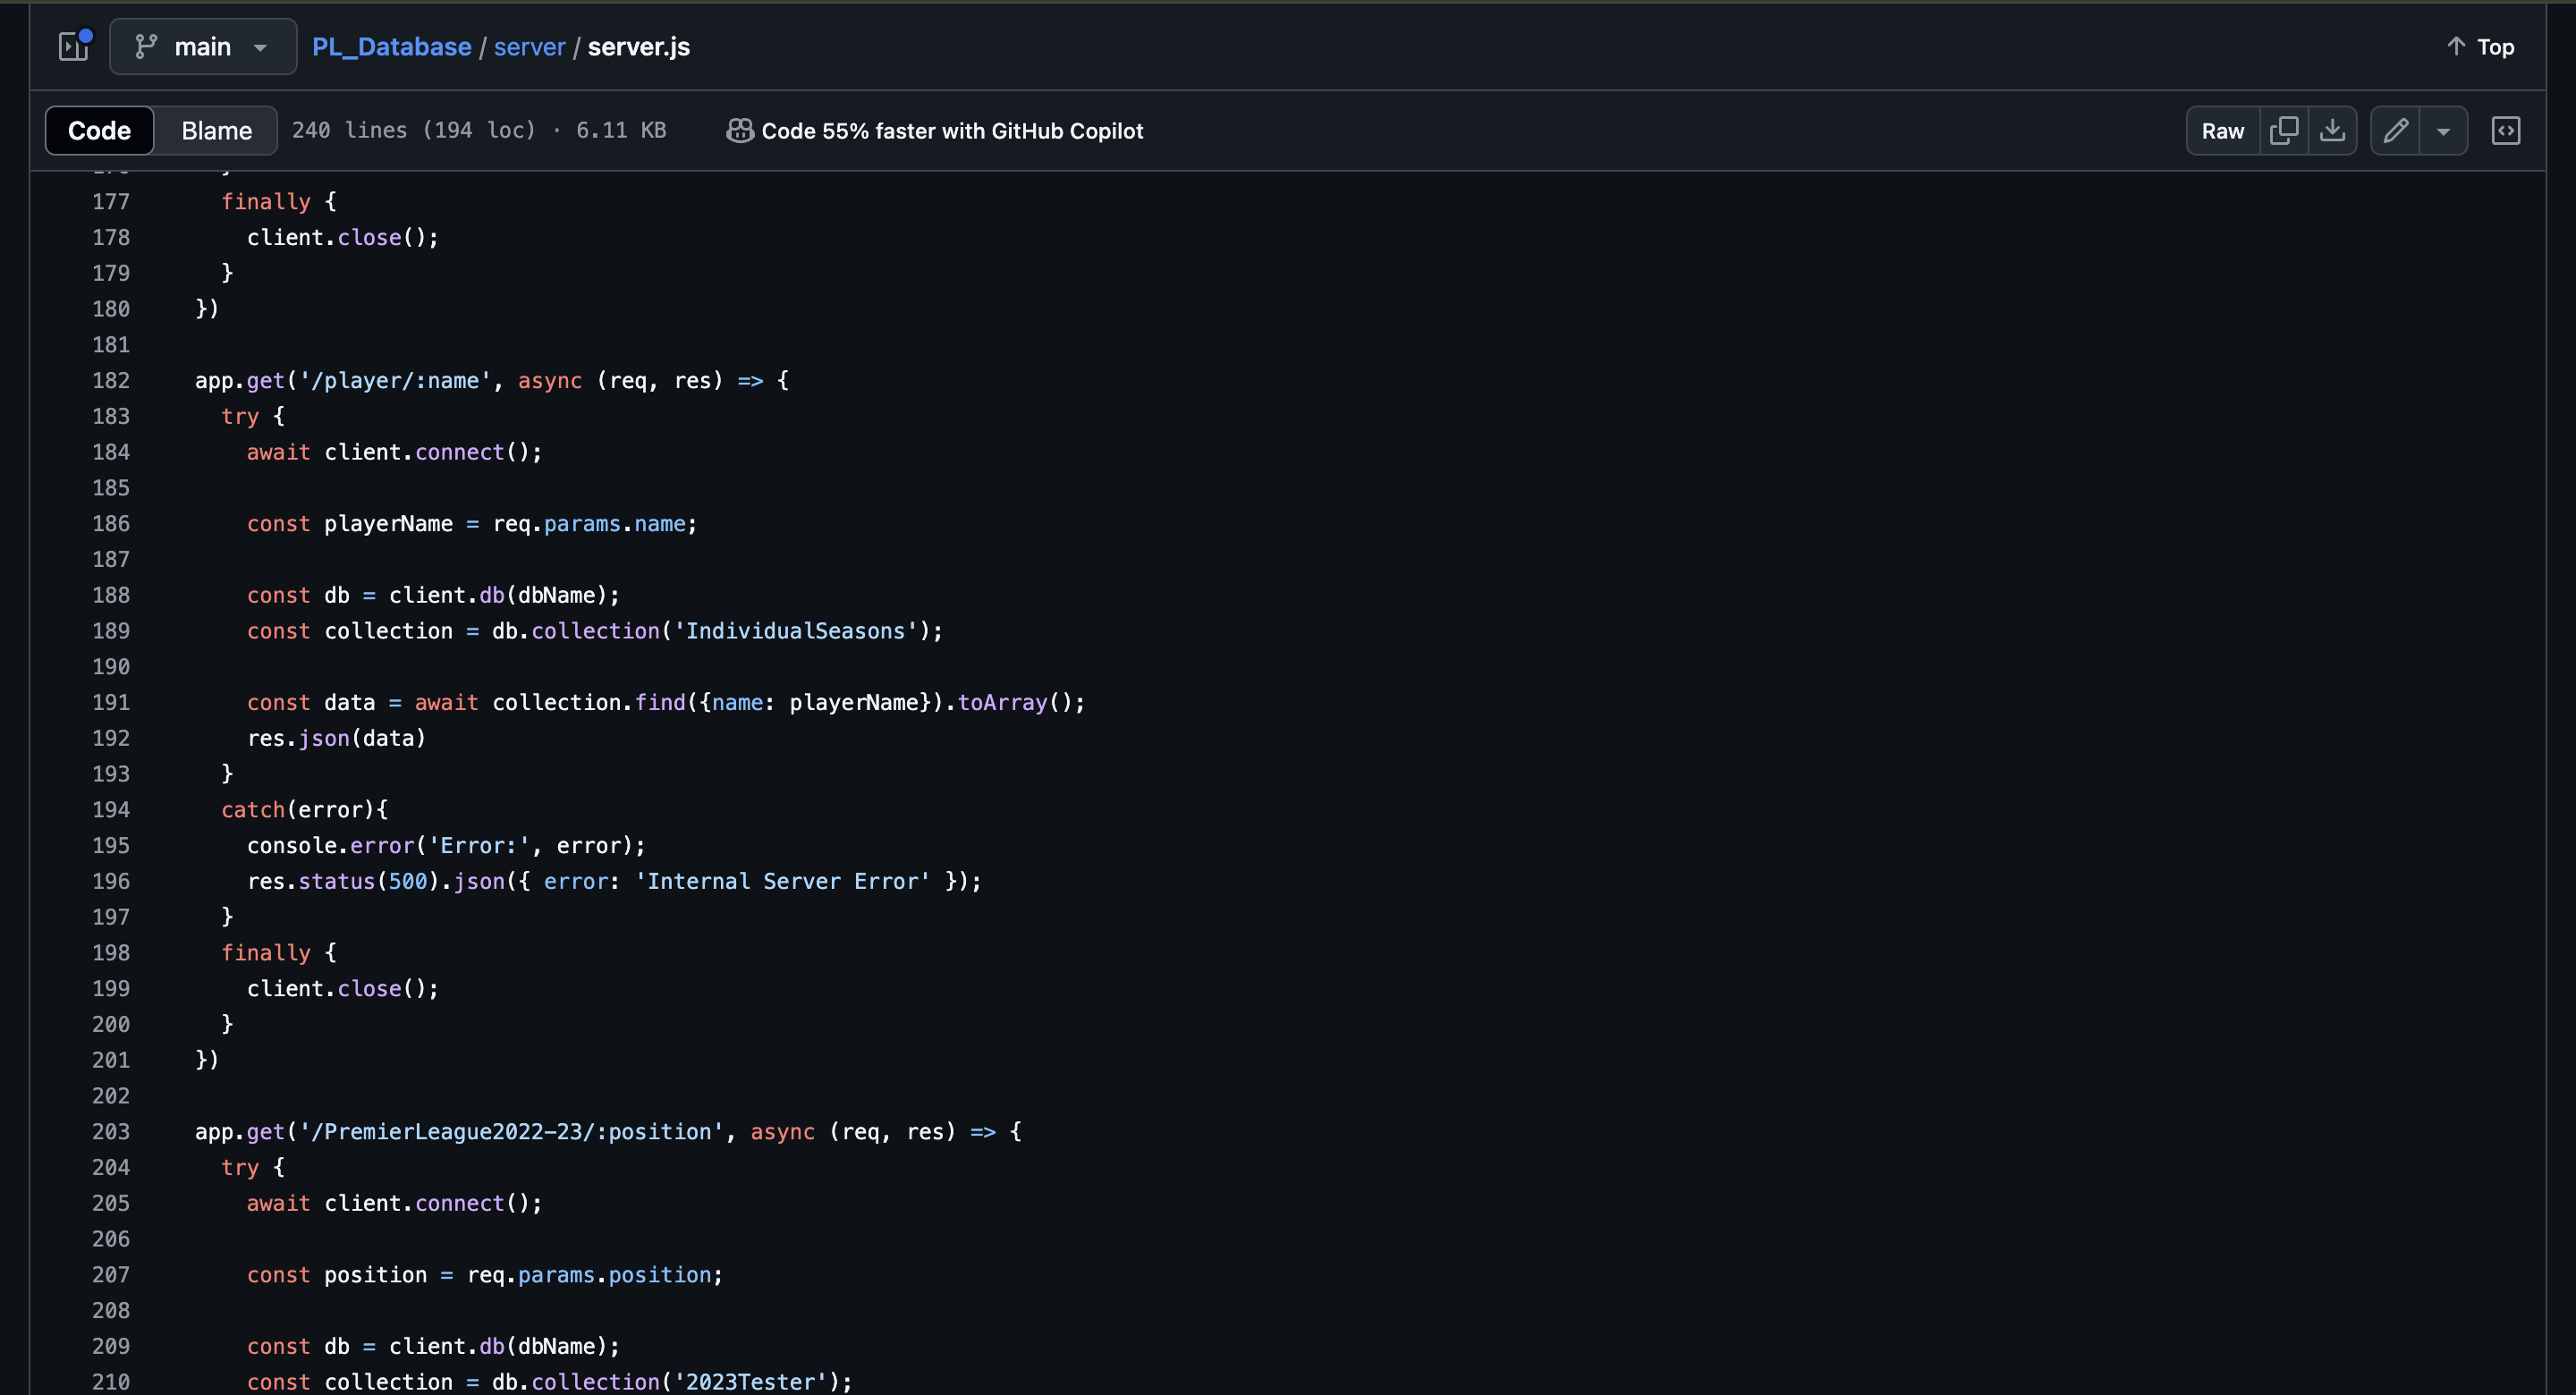 main PL_Database / server / server.js Top
Code Blame 240 lines (194 loc) · 6.11 KB Code 55% faster with GitHub Copilot Raw
177 finally {
178 client.close();
179 }
180 })
181
182 app.get('/player/:name', async (req, res) => {
183 try {
184 await client.connect();
185
186 const playerName = req.params.name;
187
188 const db = client.db(dbName);
189 const collection = db.collection('IndividualSeasons');
190
191 const data = await collection.find({name: playerName}).toArray();
192 res.json(data)
193 }
194 catch(error){
195 console.error('Error:', error);
196 res.status(500).json({ error: 'Internal Server Error' });
197 }
198 finally {
199 client.close();
200 }
201 })
202
203 app.get('/PremierLeague2022-23/:position', async (req, res) => {
204 try {
205 await client.connect();
206
207 const position = req.params.position;
208
209 const db = client.db(dbName);
210 const collection = db.collection('2023Tester');